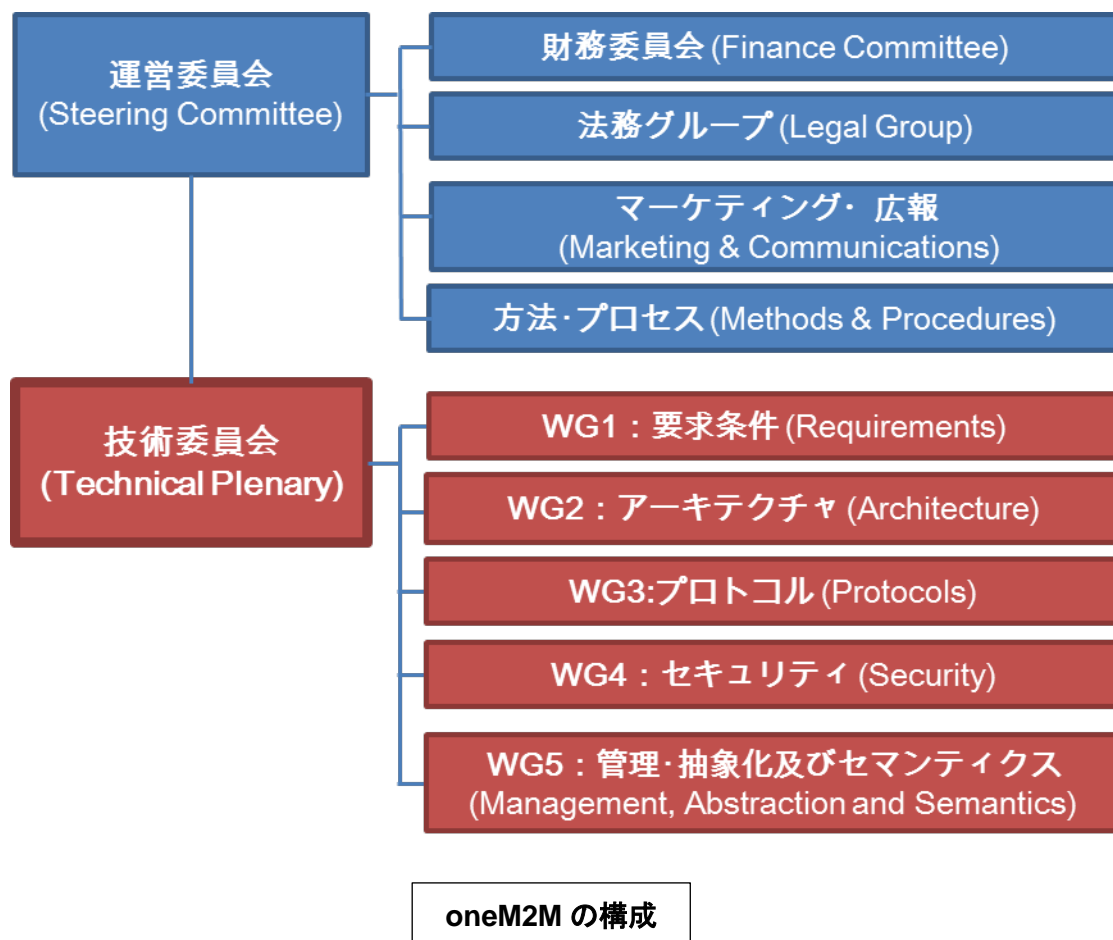 運営委員会
(Steering Committee)
財務委員会 (Finance Committee)
法務グループ (Legal Group)
マーケティング・ 広報
(Marketing & Communications)
方法・プロセス (Methods & Procedures)
技術委員会
(Technical Plenary)
WG1：要求条件 (Requirements)
WG2：アーキテクチャ (Architecture)
WG3:プロトコル (Protocols)
WG4：セキュリティ (Security)
WG5：管理・抽象化及びセマンティクス
(Management, Abstraction and Semantics)
oneM2M の構成